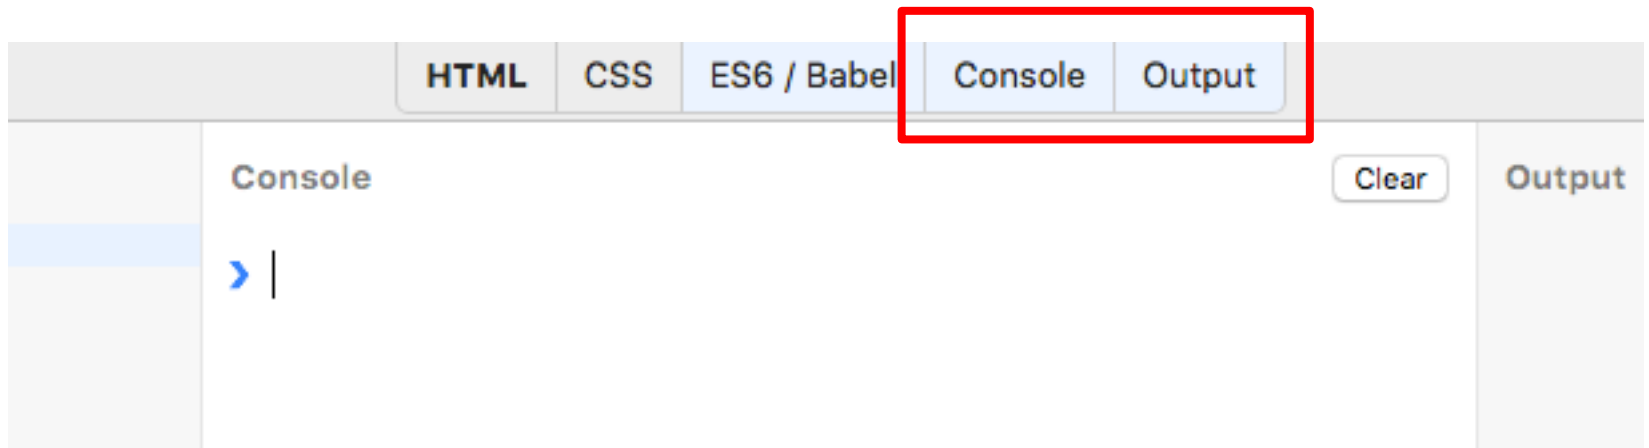 HTML CSS ES6 / Babel Console Output
Console Clear Output